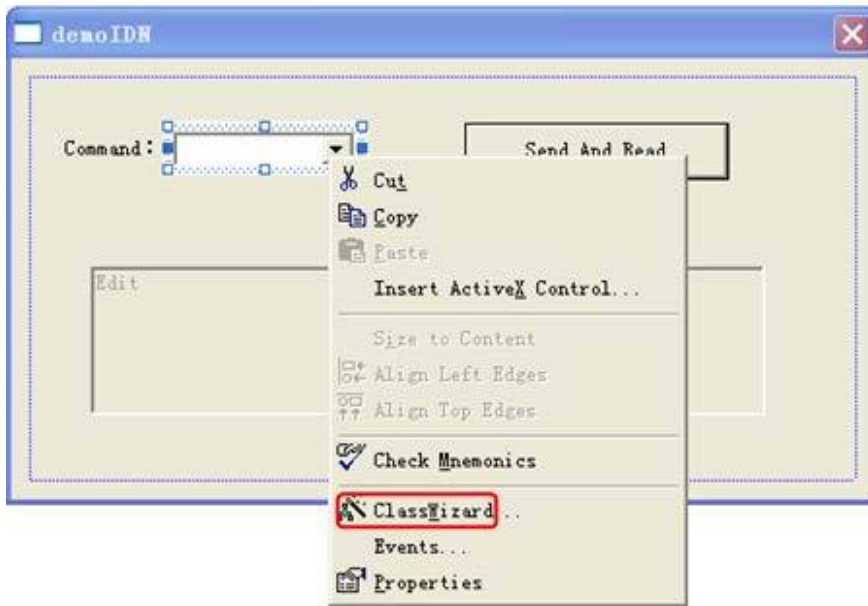 demoIDN
Command:
Send And Read
Cut
Copy
Paste
Insert ActiveX Control...
Edit
Size to Content
Align Left Edges
Align Top Edges
Check Mnemonics
ClassWizard...
Events...
Properties